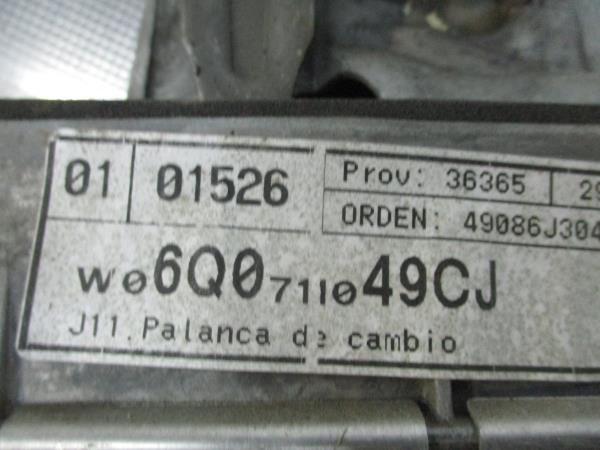 01 01526 Prov: 36365
ORDEN: 49086J304
W06Q0711049CJ
J11.Palanca de cambio